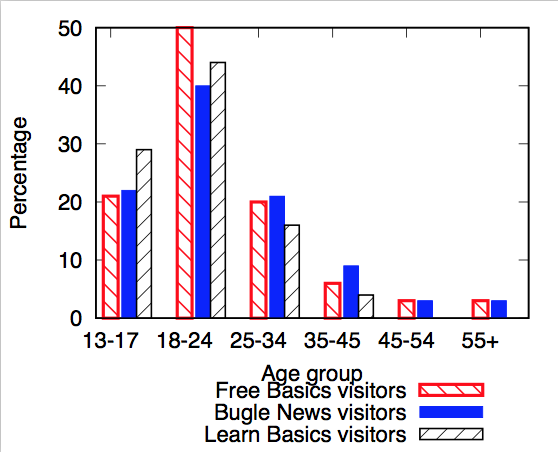 50
40
30
20
10
0
Percentage
13-17 18-24 25-34 35-45 45-54 55+
Age group
Free Basics visitors
Bugle News visitors
Learn Basics visitors